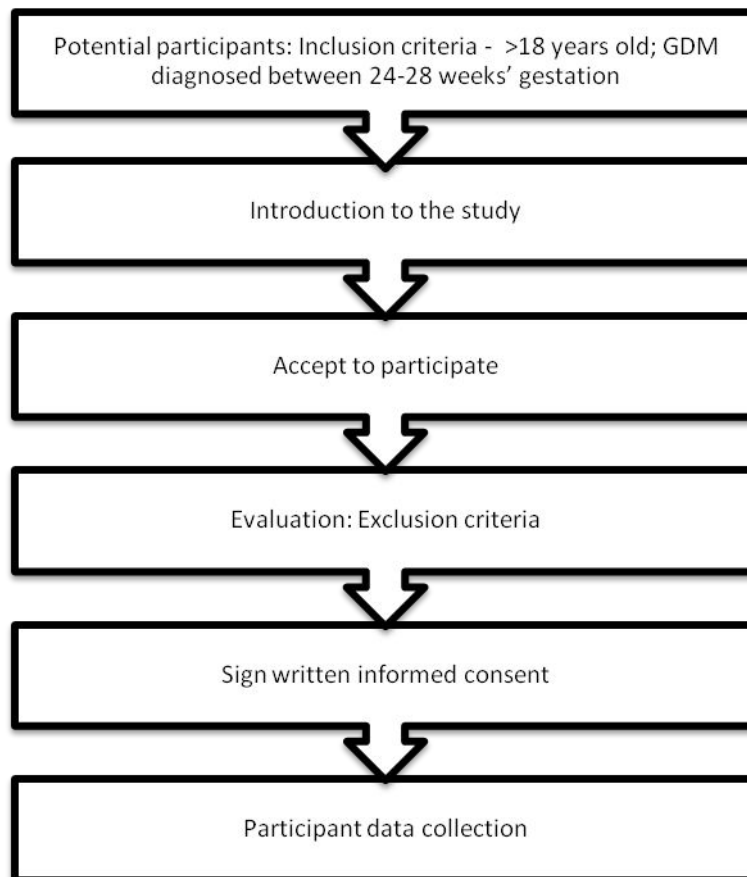 Potential participants: Inclusion criteria - >18 years old; GDM
diagnosed between 24-28 weeks’ gestation
Introduction to the study
Accept to participate
Evaluation: Exclusion criteria
Sign written informed consent
Participant data collection